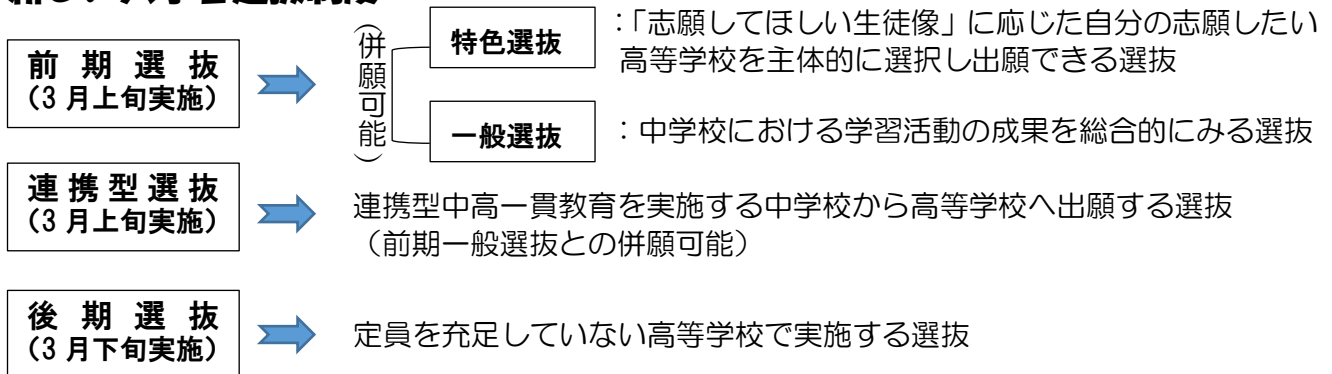 前期選抜
（3月上旬実施）
（併願可能）
特色選抜
：「志願してほしい生徒像」に応じた自分の志願したい
高等学校を主体的に選択し出願できる選抜
一般選抜
：中学校における学習活動の成果を総合的にみる選抜
連携型選抜
（3月上旬実施）
連携型中高一貫教育を実施する中学校から高等学校へ出願する選抜
（前期一般選抜との併願可能）
後期選抜
（3月下旬実施）
定員を充足していない高等学校で実施する選抜